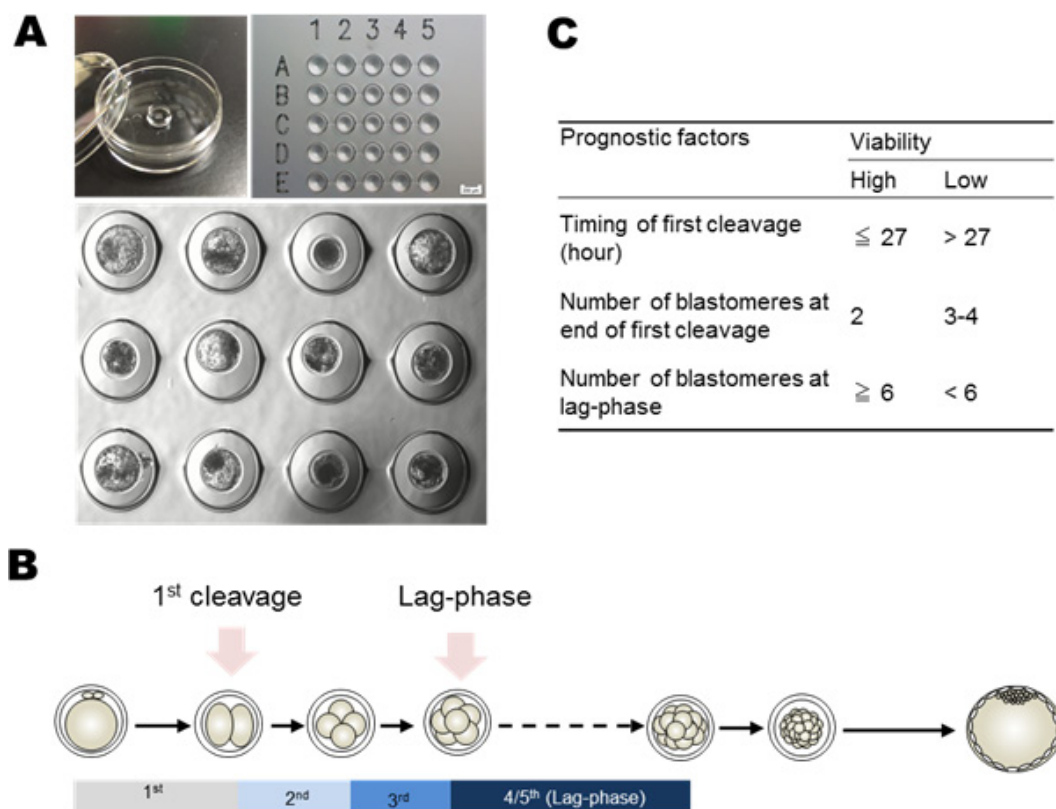 A
1 2 3 4 5
A
B
C
D
E
C
Prognostic factors
Viability
High Low
Timing of first cleavage
(hour)
≦ 27 > 27
Number of blastomeres at
end of first cleavage
2 3-4
Number of blastomeres at
lag-phase
≧ 6 < 6
B
1st cleavage Lag-phase
1st 2nd 3rd 4/5th (Lag-phase)